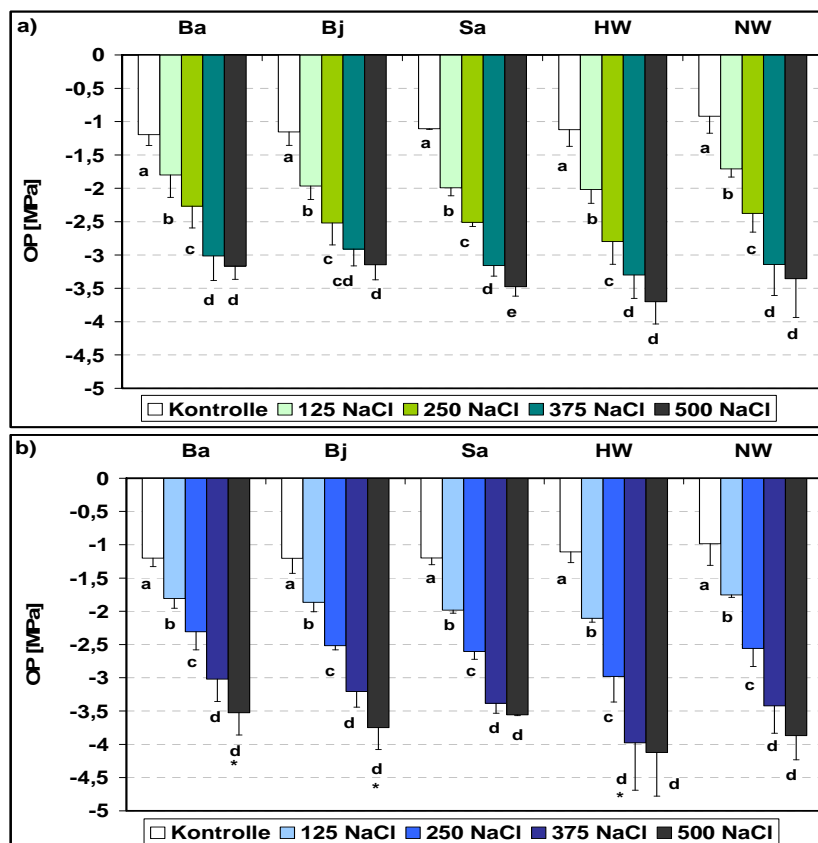 a)
Ba Bj Sa HW NW
0
-0,5
-1
-1,5
-2
-2,5
-3
-3,5
-4
-4,5
-5
OP [MPa]
a b c d d
a b c cd d
a b c d e
a b c d d
a b c d d
Kontrolle 125 NaCl 250 NaCl 375 NaCl 500 NaCl
b)
Ba Bj Sa HW NW
0
-0,5
-1
-1,5
-2
-2,5
-3
-3,5
-4
-4,5
-5
OP [MPa]
a b c d d *
a b c d d *
a b c d d
a b c d * d
a b c d d
Kontrolle 125 NaCl 250 NaCl 375 NaCl 500 NaCl